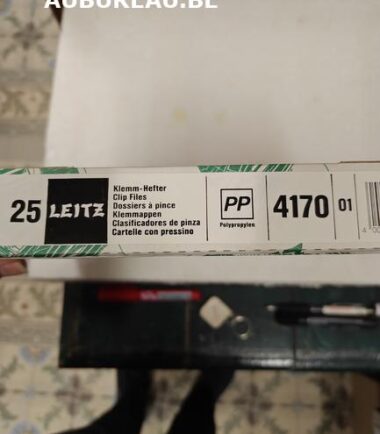 AUBUREAU.BE
25
LEITZ
Klemm-Hefter
Clip Files
Dossiers à pince
Klemmappen
Clasificadores de pinza
Cartelle con pressino
PP
Polypropylen
4170
01